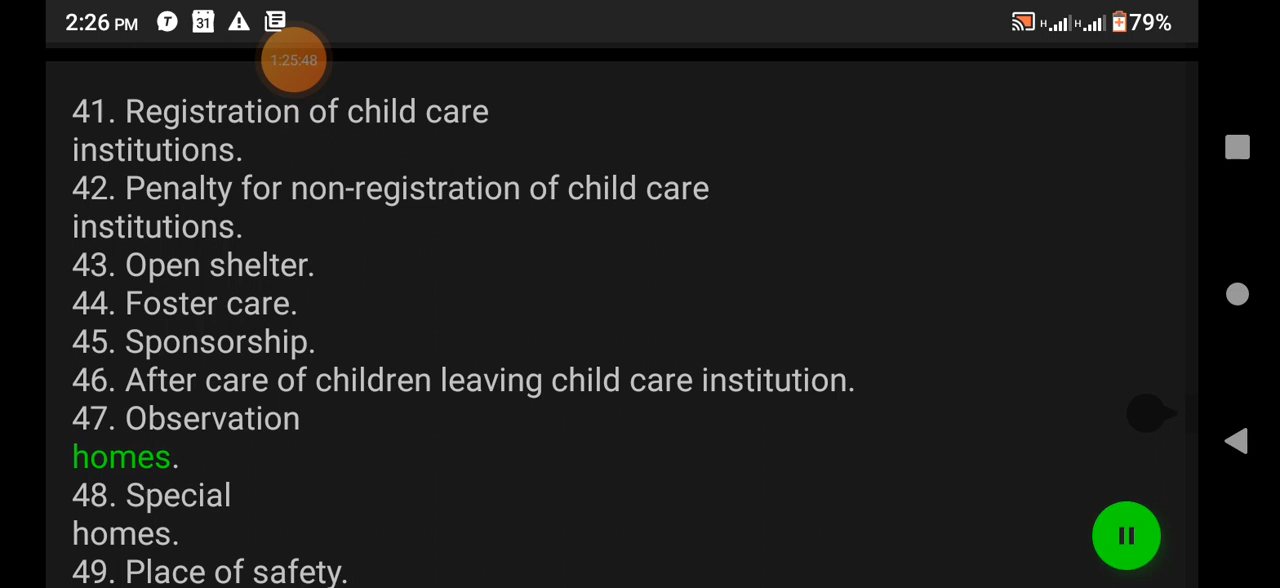 2:26 PM T 31 H H 79%
1:25:48
41. Registration of child care
institutions.
42. Penalty for non-registration of child care
institutions.
43. Open shelter.
44. Foster care.
45. Sponsorship.
46. After care of children leaving child care institution.
47. Observation
homes.
48. Special
homes.
49. Place of safety.